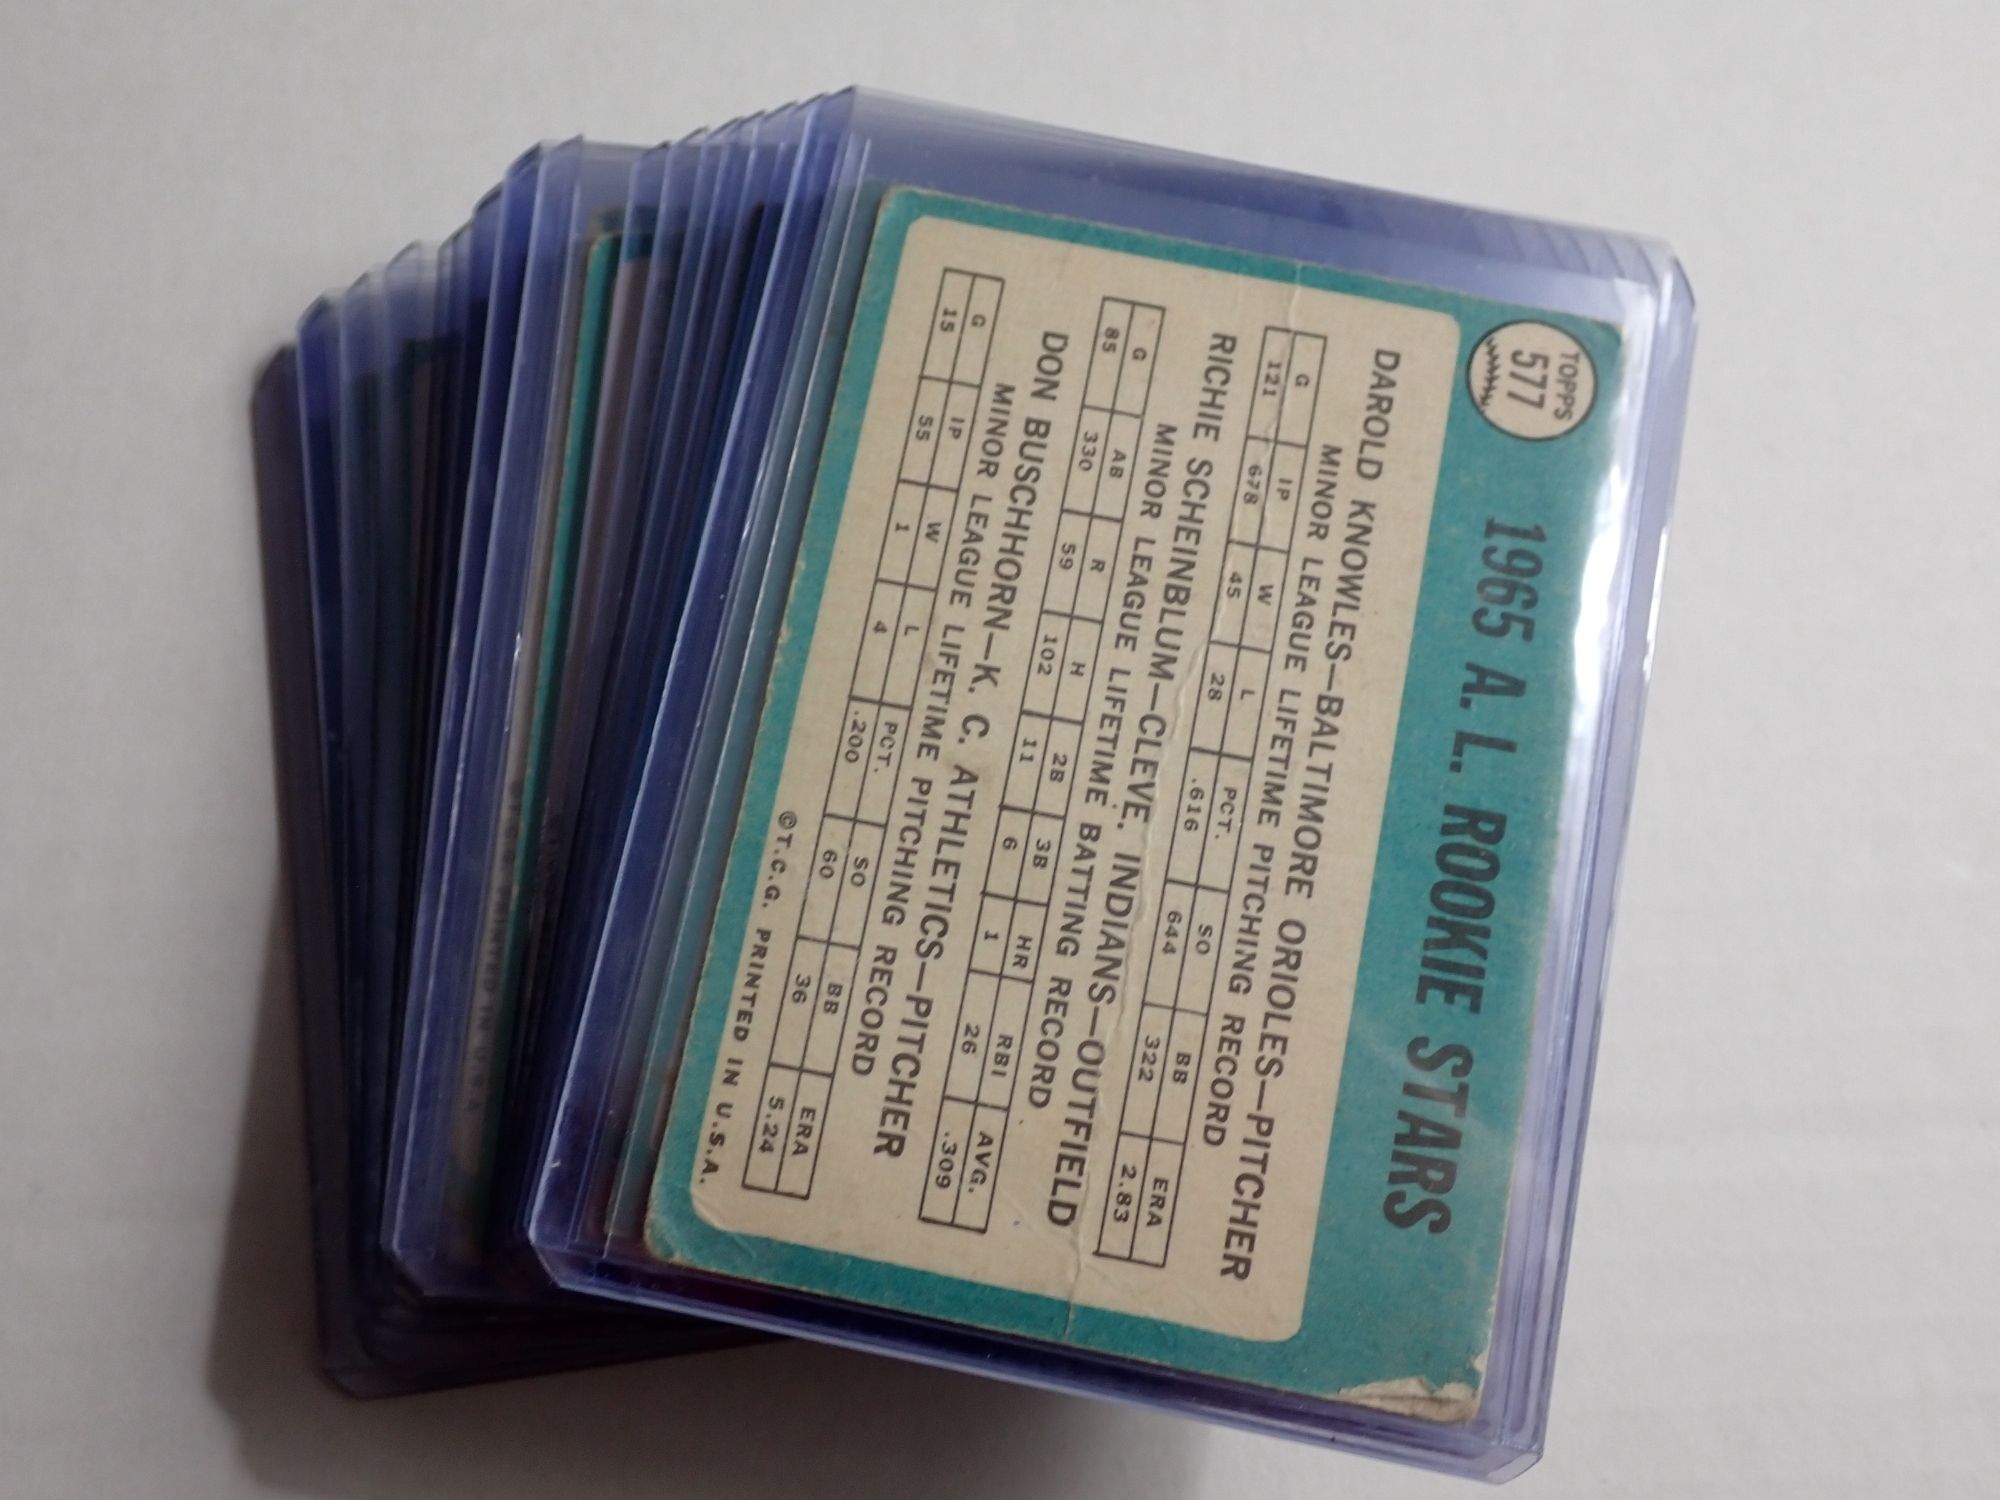 TOPPS
577
1965 A. L. ROOKIE STARS
DAROLD KNOWLES—BALTIMORE ORIOLES—PITCHER
MINOR LEAGUE LIFETIME PITCHING RECORD
G IP W L PCT. SO BB ERA
121 678 45 28 .616 644 322 2.83
RICHIE SCHEINBLUM—CLEVE. INDIANS—OUTFIELD
MINOR LEAGUE LIFETIME BATTING RECORD
G AB R H 2B 3B HR RBI AVG.
85 330 59 102 11 6 1 26 .309
DON BUSCHHORN—K. C. ATHLETICS—PITCHER
MINOR LEAGUE LIFETIME PITCHING RECORD
G IP W L PCT. SO BB ERA
15 55 1 4 .200 60 36 5.24
©T.C.G. PRINTED IN U.S.A.
PRINTED IN U.S.A.